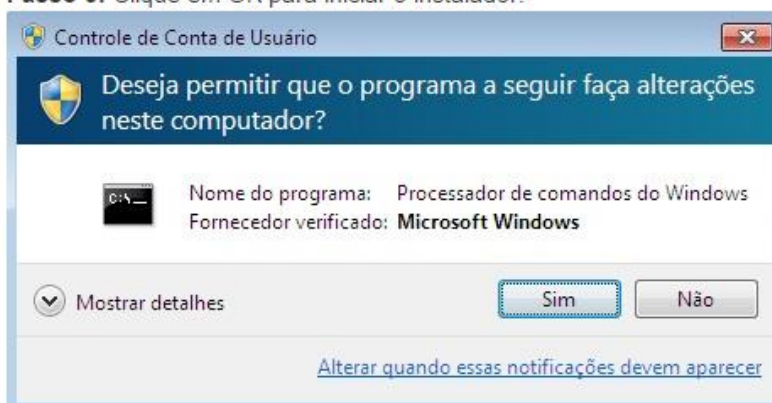 Passo 6: Clique em OK para iniciar o instalador.
Controle de Conta de Usuário
Deseja permitir que o programa a seguir faça alterações
neste computador?
C:\_
Nome do programa: Processador de comandos do Windows
Fornecedor verificado: Microsoft Windows
Mostrar detalhes
Sim Não
Alterar quando essas notificações devem aparecer